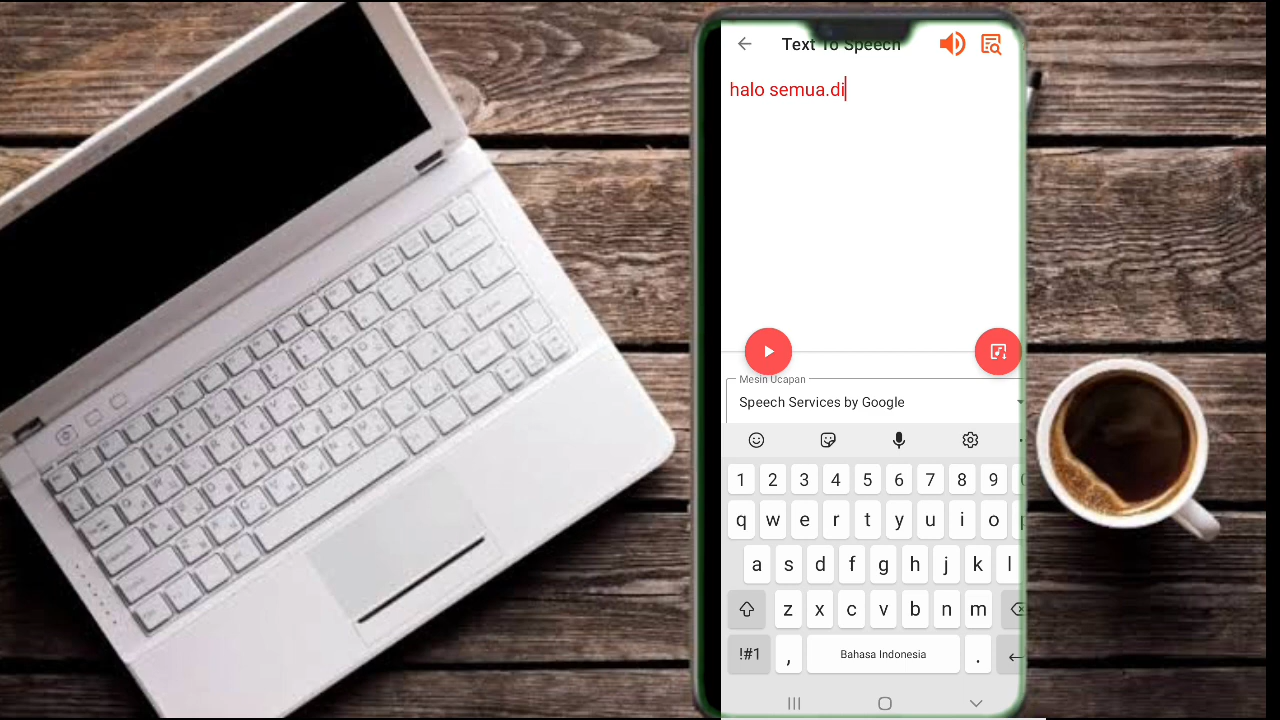 Text To Speech
halo semua.di
Mesin Ucapan
Speech Services by Google
1 2 3 4 5 6 7 8 9
q w e r t y u i o
a s d f g h j k l
z x c v b n m
!#1 , Bahasa Indonesia .